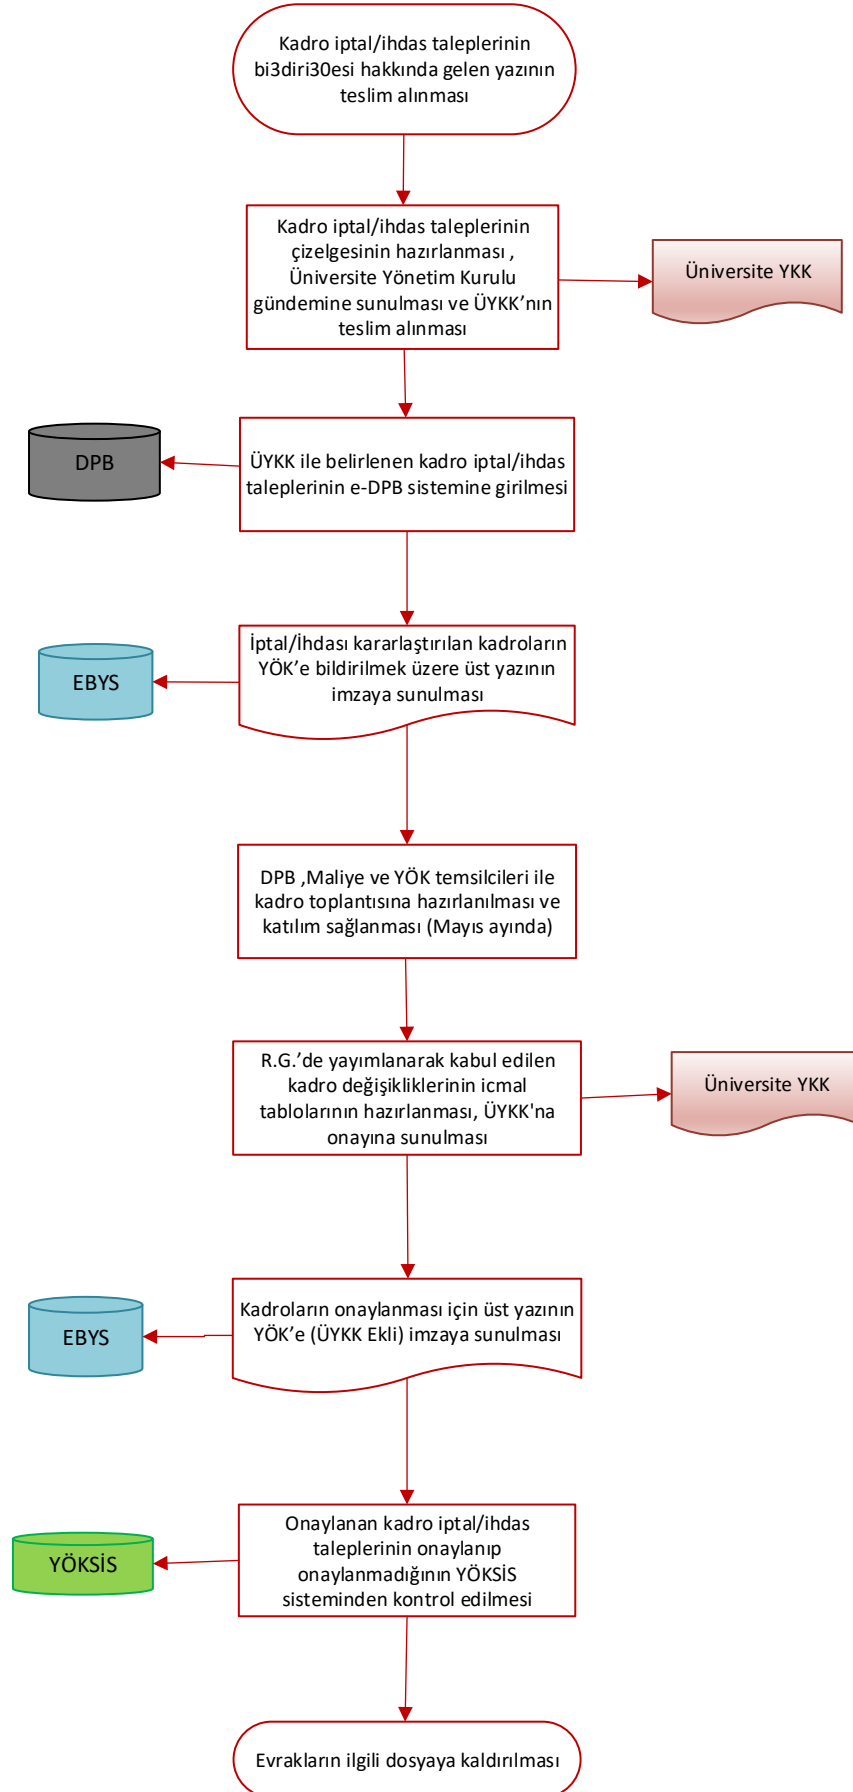 Kadro iptal/ihdas taleplerinin
bi3diri30esi hakkında gelen yazının
teslim alınması
Kadro iptal/ihdas taleplerinin
çizelgesinin hazırlanması ,
Üniversite Yönetim Kurulu
gündemine sunulması ve ÜYKK’nın
teslim alınması
Üniversite YKK
DPB
ÜYKK ile belirlenen kadro iptal/ihdas
taleplerinin e-DPB sistemine girilmesi
EBYS
İptal/İhdası kararlaştırılan kadroların
YÖK’e bildirilmek üzere üst yazının
imzaya sunulması
DPB ,Maliye ve YÖK temsilcileri ile
kadro toplantısına hazırlanılması ve
katılım sağlanması (Mayıs ayında)
R.G.’de yayımlanarak kabul edilen
kadro değişikliklerinin icmal
tablolarının hazırlanması, ÜYKK'na
onayına sunulması
Üniversite YKK
EBYS
Kadroların onaylanması için üst yazının
YÖK’e (ÜYKK Ekli) imzaya sunulması
YÖKSİS
Onaylanan kadro iptal/ihdas
taleplerinin onaylanıp
onaylanmadığının YÖKSİS
sisteminden kontrol edilmesi
Evrakların ilgili dosyaya kaldırılması